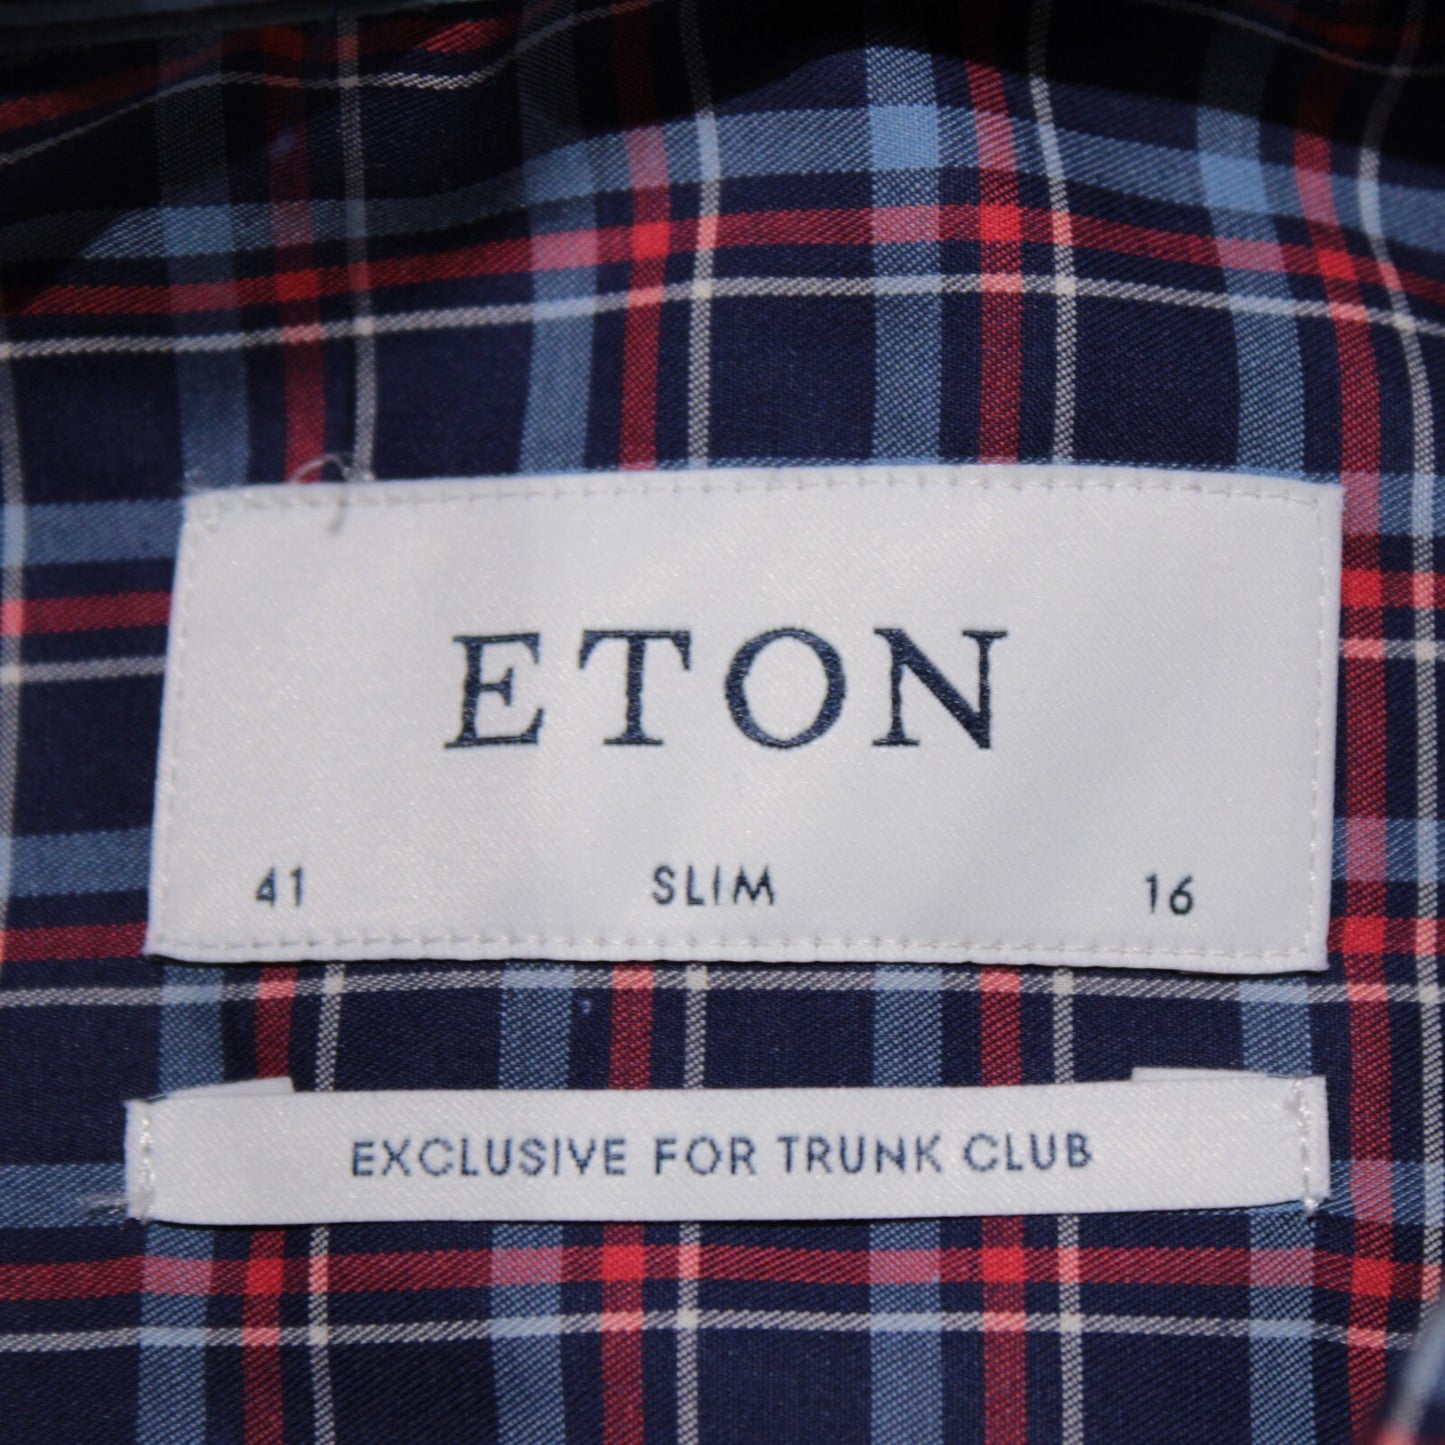 ETON
41 SLIM 16
EXCLUSIVE FOR TRUNK CLUB